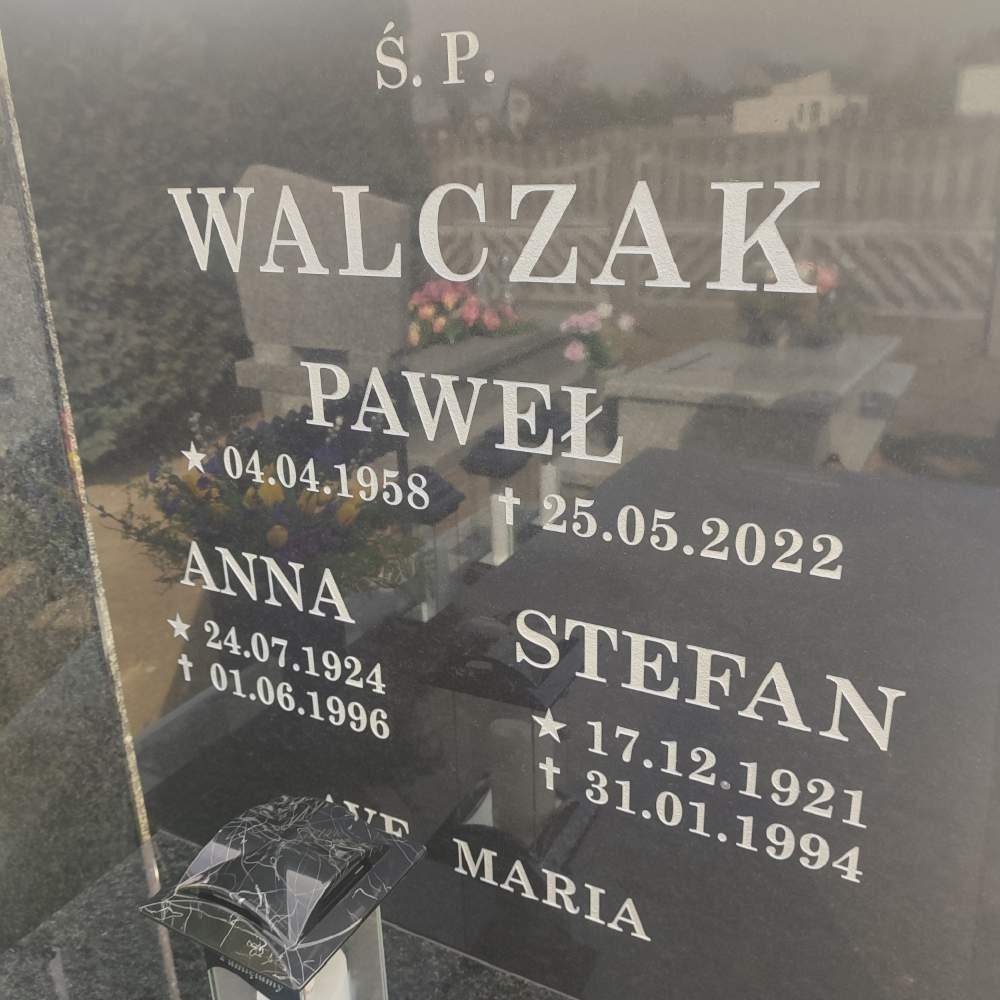 Ś. P.
WALCZAK
PAWEŁ
★ 04.04.1958 ✝ 25.05.2022
ANNA
★ 24.07.1924
✝ 01.06.1996
STEFAN
★ 17.12.1921
✝ 31.01.1994
AVE MARIA